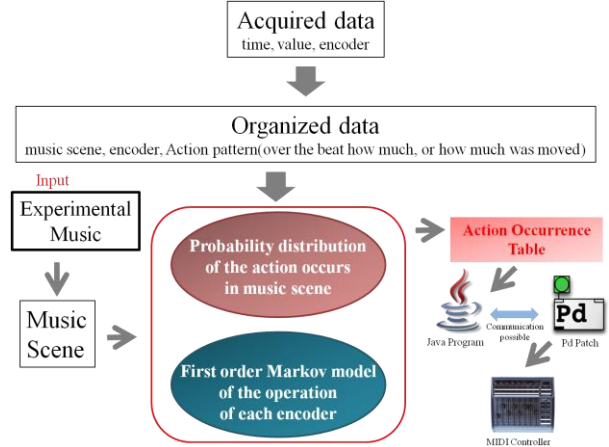 Acquired data
time, value, encoder
Organized data
music scene, encoder, Action pattern(over the beat how much, or how much was moved)
Input
Experimental
Music
Music
Scene
Probability distribution
of the action occurs
in music scene
First order Markov model
of the operation
of each encoder
Action Occurrence
Table
Java Program
Communication
possible
Pd
Pd Patch
MIDI Controller